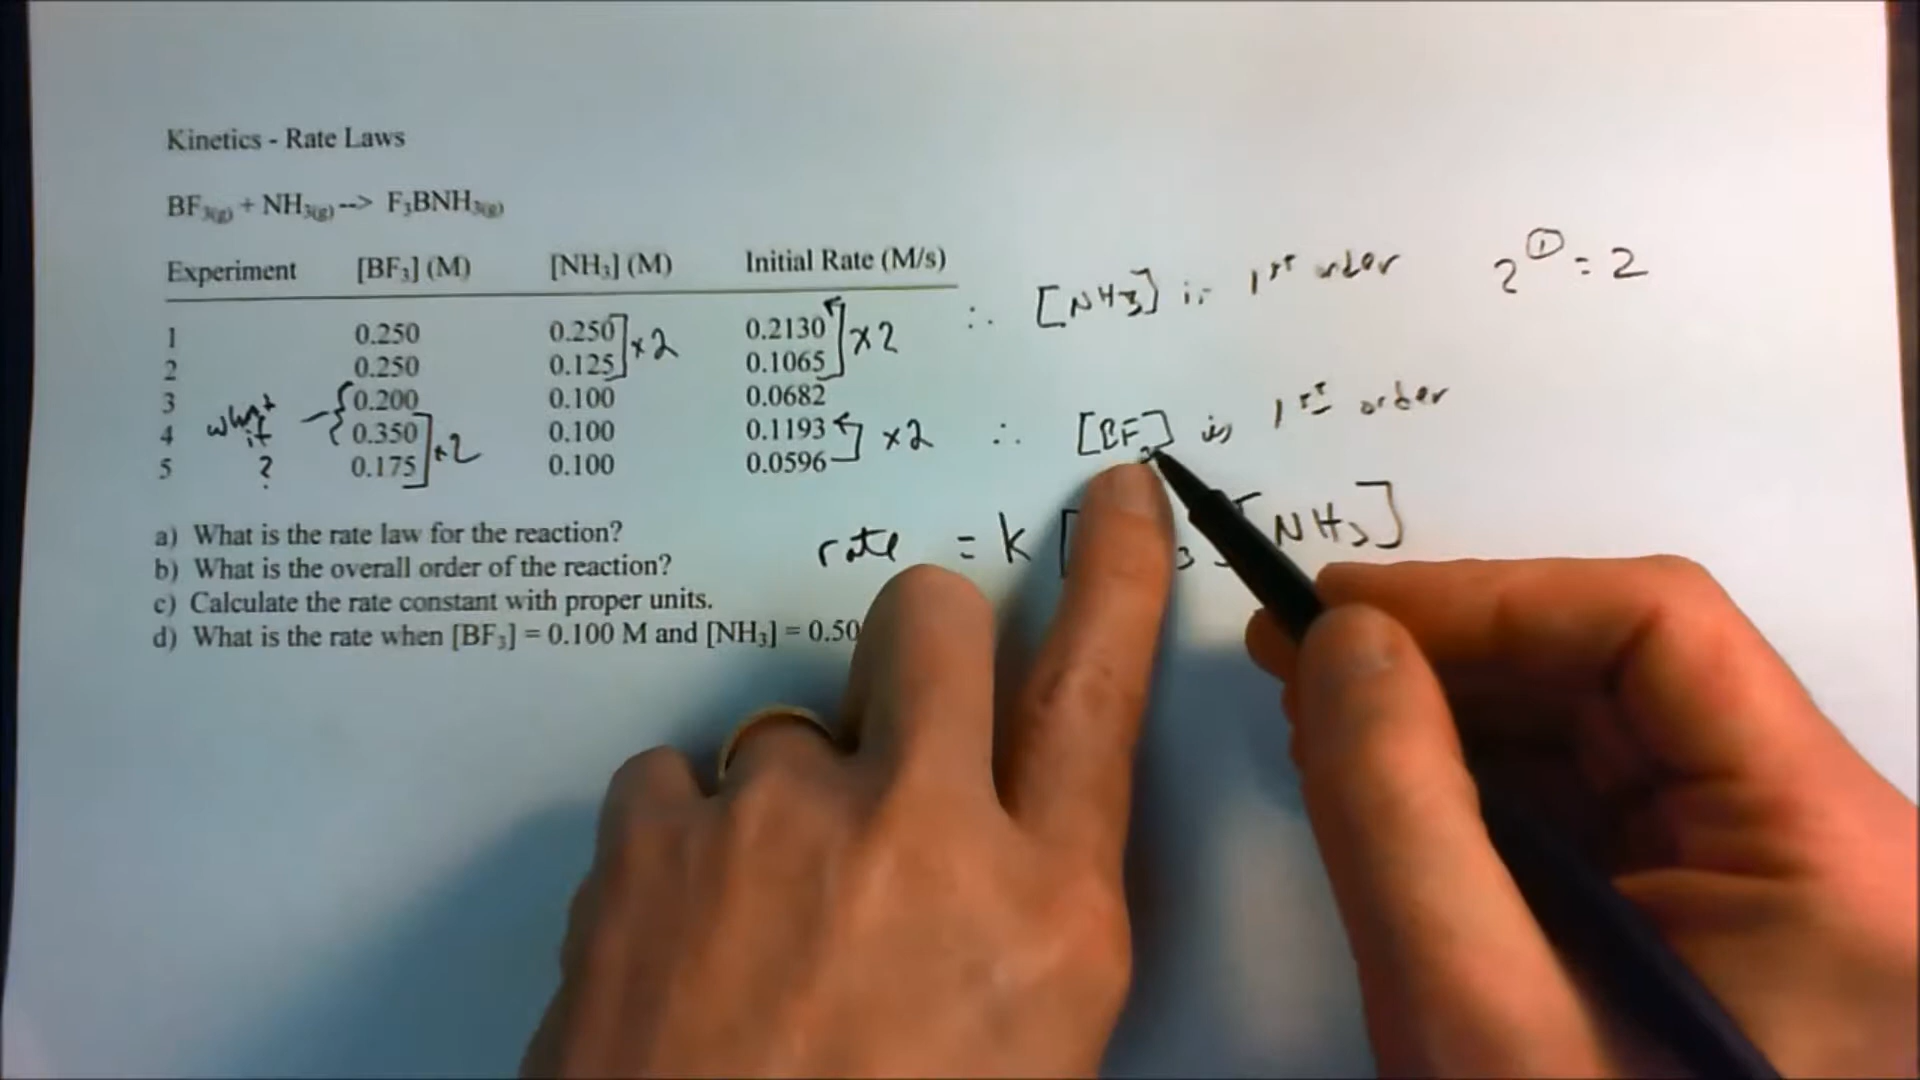 Kinetics - Rate Laws
BF3(g) + NH3(g) --> F3BNH3(g)
Experiment [BF3] (M) [NH3] (M) Initial Rate (M/s)
1 0.250 0.250 0.2130
2 0.250 0.125 0.1065
3 0.200 0.100 0.0682
4 0.350 0.100 0.1193
5 0.175 0.100 0.0596
x2
x2
∴ [NH3] is 1st order 2^1 = 2
what if ?
x2
x2
∴ [BF3] is 1st order
rate = k [ 3] [NH3]
a) What is the rate law for the reaction?
b) What is the overall order of the reaction?
c) Calculate the rate constant with proper units.
d) What is the rate when [BF3] = 0.100 M and [NH3] = 0.50